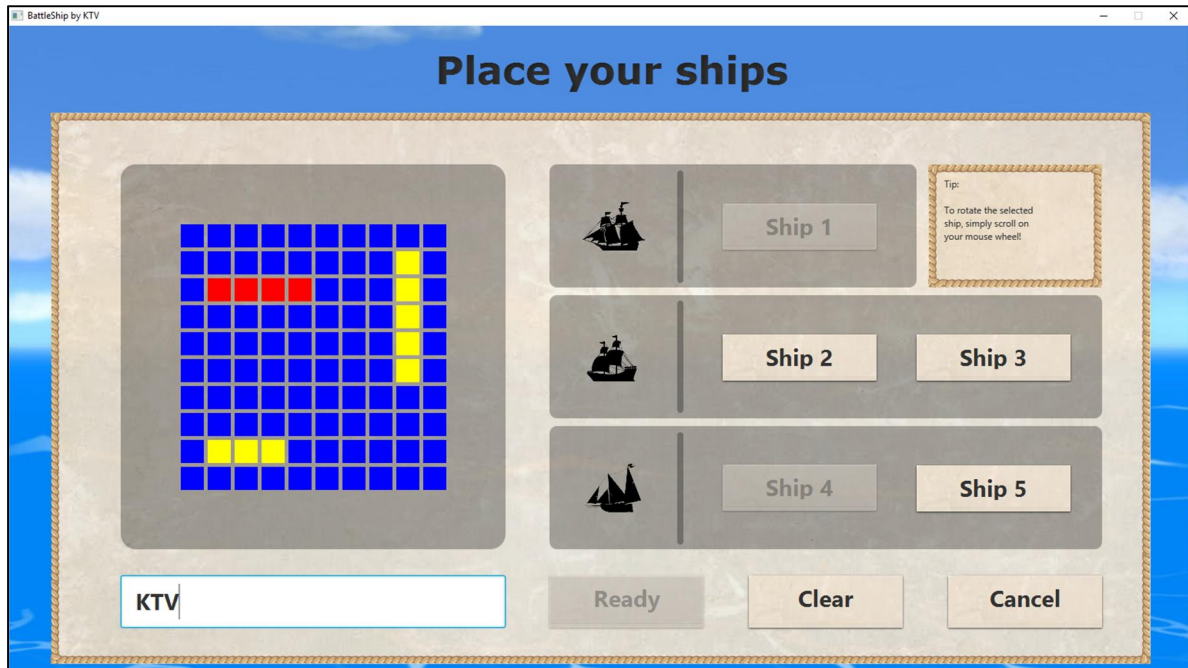 BattleShip by KTV
Place your ships
Ship 1
Tip:
To rotate the selected
ship, simply scroll on
your mouse wheel!
Ship 2
Ship 3
Ship 4
Ship 5
KTV
Ready
Clear
Cancel